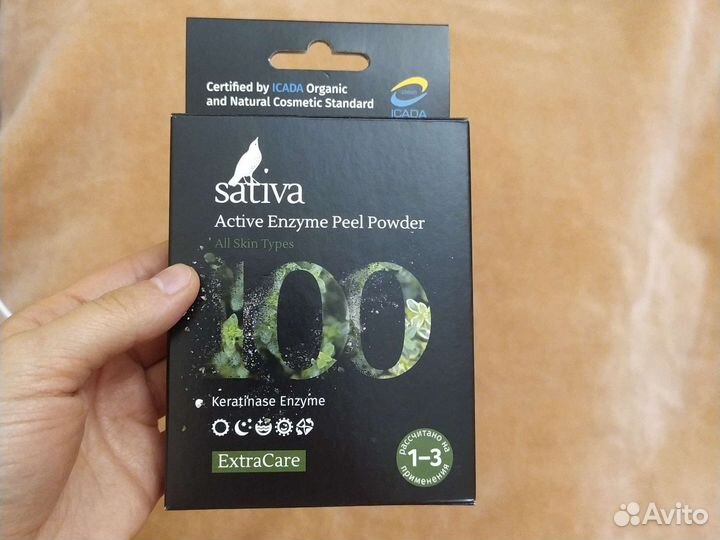 Certified by ICADA Organic
and Natural Cosmetic Standard
ICADA
sativa
Active Enzyme Peel Powder
All Skin Types
100
Keratinase Enzyme
ExtraCare
рассчитано на
1–3
применения
Avito